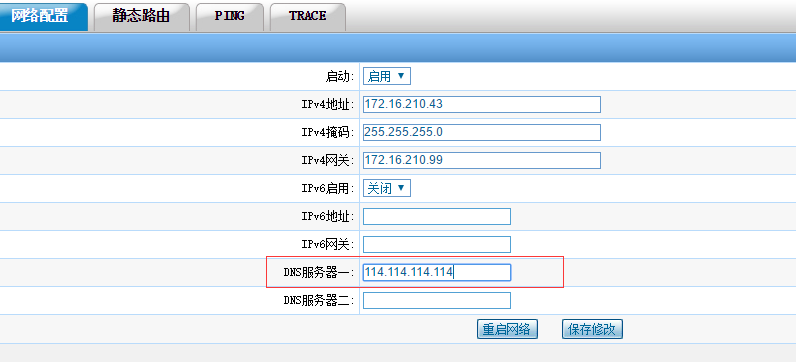 网络配置 静态路由 PING TRACE
启动: 启用
IPv4地址: 172.16.210.43
IPv4掩码: 255.255.255.0
IPv4网关: 172.16.210.99
IPv6启用: 关闭
IPv6地址:
IPv6网关:
DNS服务器一: 114.114.114.114
DNS服务器二:
重启网络 保存修改